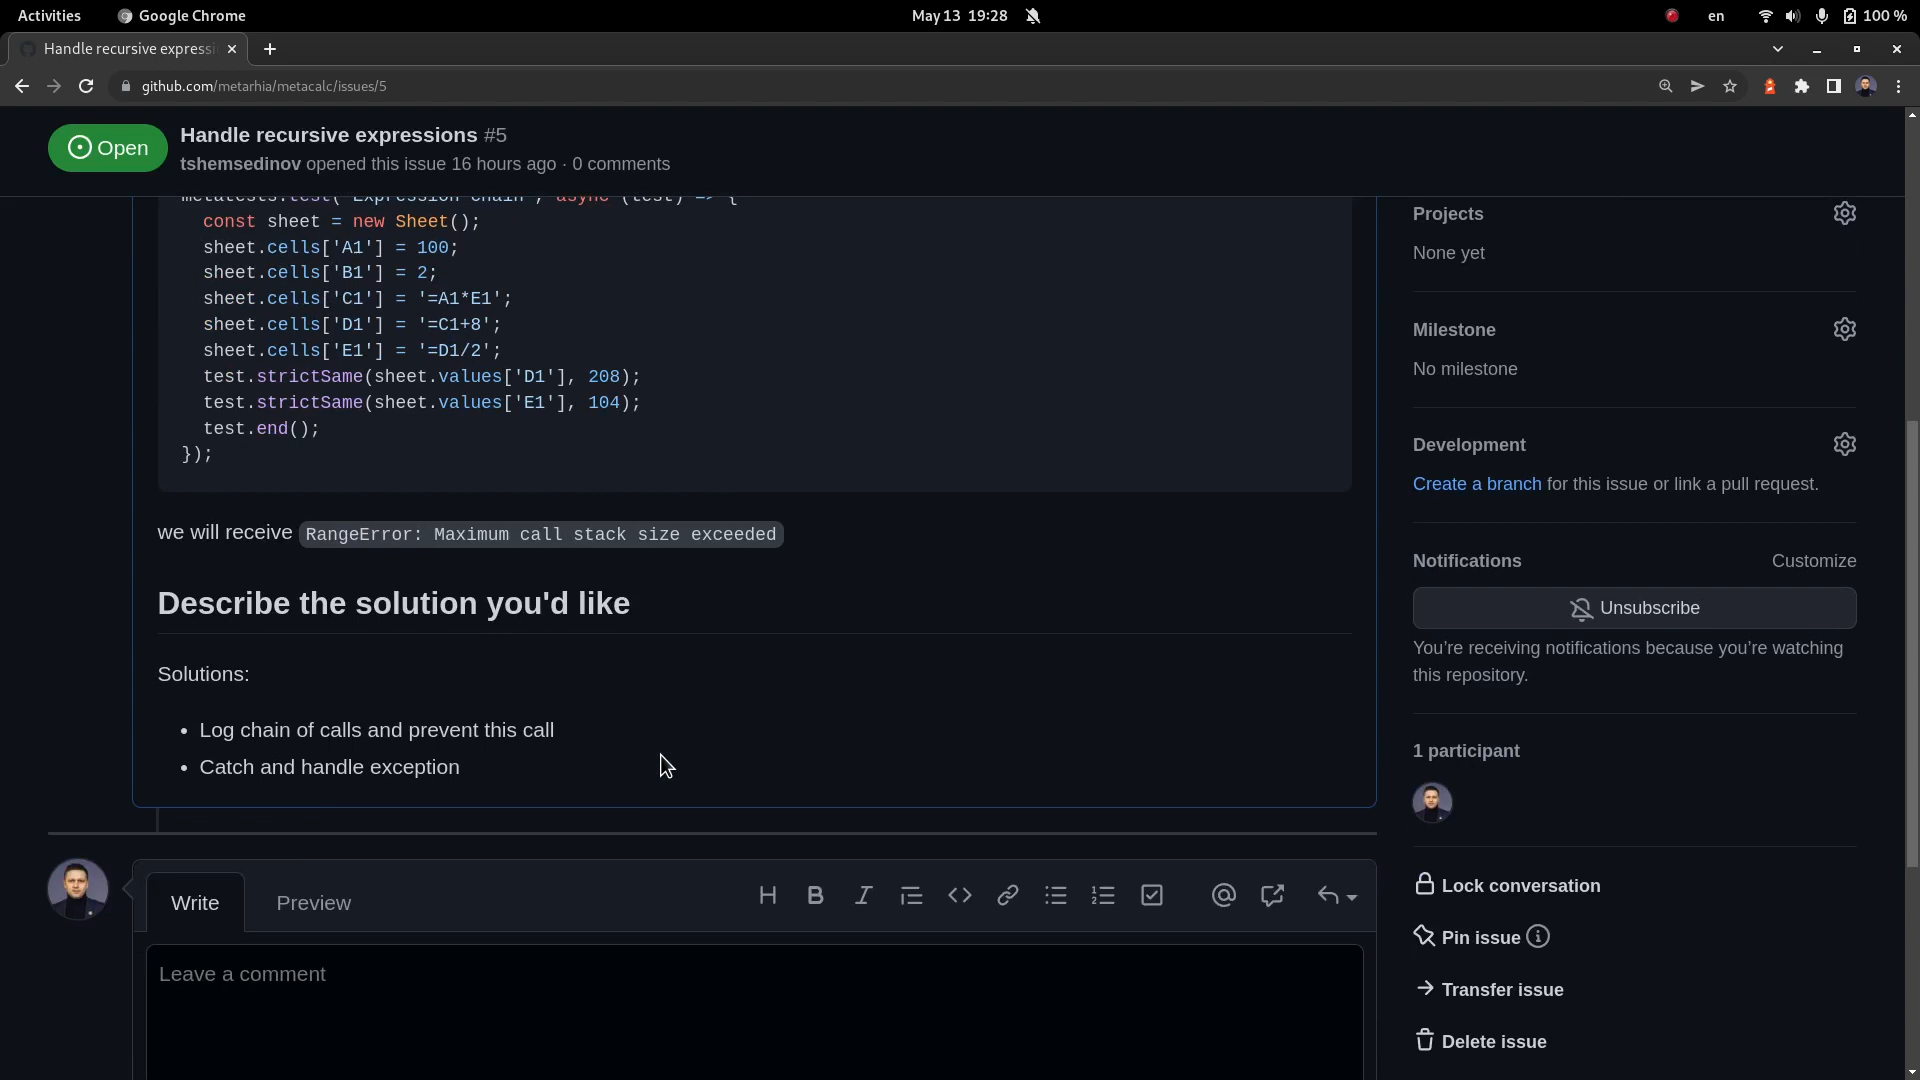 Activities Google Chrome May 13 19:28 en 100 %
Handle recursive expressi
github.com/metarhia/metacalc/issues/5
Open
Handle recursive expressions #5
tshemsedinov opened this issue 16 hours ago · 0 comments
metatests.test('Expression chain', async (test) => {
const sheet = new Sheet();
sheet.cells['A1'] = 100;
sheet.cells['B1'] = 2;
sheet.cells['C1'] = '=A1*E1';
sheet.cells['D1'] = '=C1+8';
sheet.cells['E1'] = '=D1/2';
test.strictSame(sheet.values['D1'], 208);
test.strictSame(sheet.values['E1'], 104);
test.end();
});
we will receive RangeError: Maximum call stack size exceeded
Describe the solution you'd like
Solutions:
• Log chain of calls and prevent this call
• Catch and handle exception
Write Preview
Leave a comment
Projects
None yet
Milestone
No milestone
Development
Create a branch for this issue or link a pull request.
Notifications Customize
Unsubscribe
You're receiving notifications because you're watching
this repository.
1 participant
Lock conversation
Pin issue
Transfer issue
Delete issue